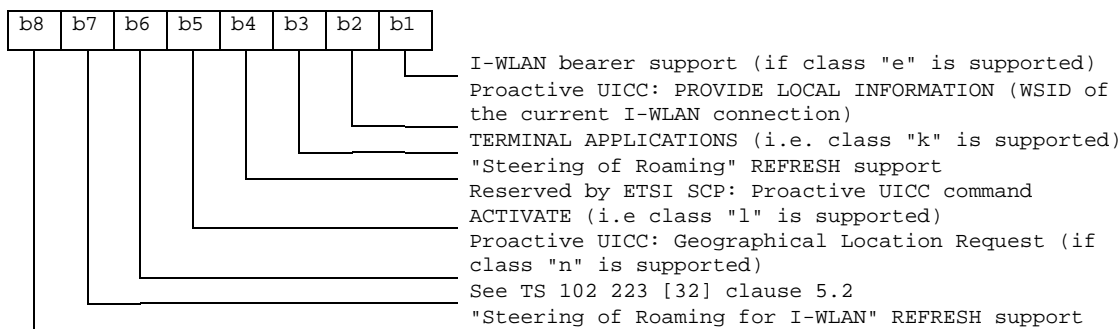 b8 b7 b6 b5 b4 b3 b2 b1
I-WLAN bearer support (if class "e" is supported)
Proactive UICC: PROVIDE LOCAL INFORMATION (WSID of
the current I-WLAN connection)
TERMINAL APPLICATIONS (i.e. class "k" is supported)
"Steering of Roaming" REFRESH support
Reserved by ETSI SCP: Proactive UICC command
ACTIVATE (i.e class "l" is supported)
Proactive UICC: Geographical Location Request (if
class "n" is supported)
See TS 102 223 [32] clause 5.2
"Steering of Roaming for I-WLAN" REFRESH support